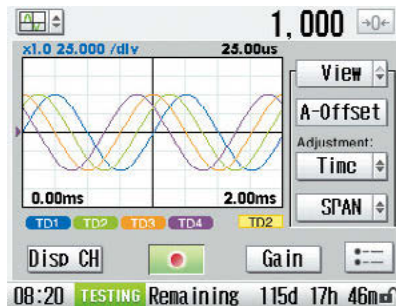 1,000 →0←
x1.0 25.000 /div 25.00us
View
A-Offset
Adjustment:
Time
0.00ms 2.00ms
SPAN
TD1 TD2 TD3 TD4 TD2
Disp CH Gain
08:20 TESTING Remaining 115d 17h 46m